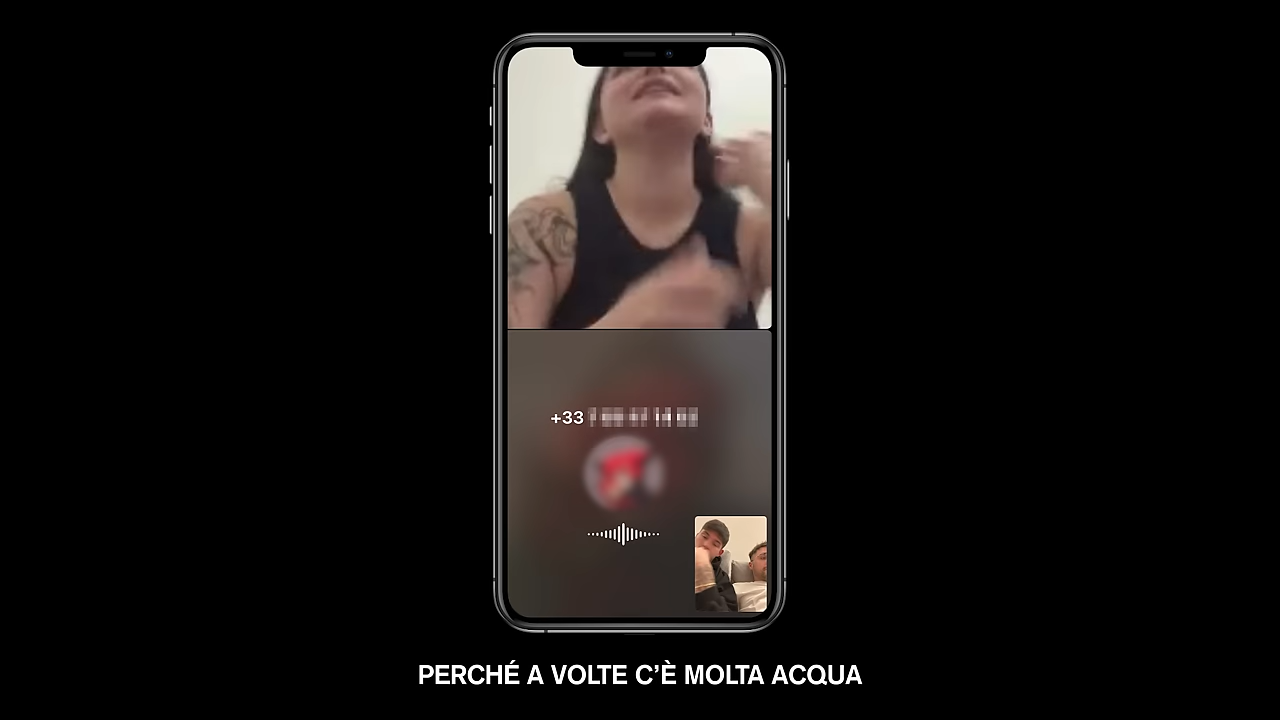 +33
PERCHÉ A VOLTE C’È MOLTA ACQUA